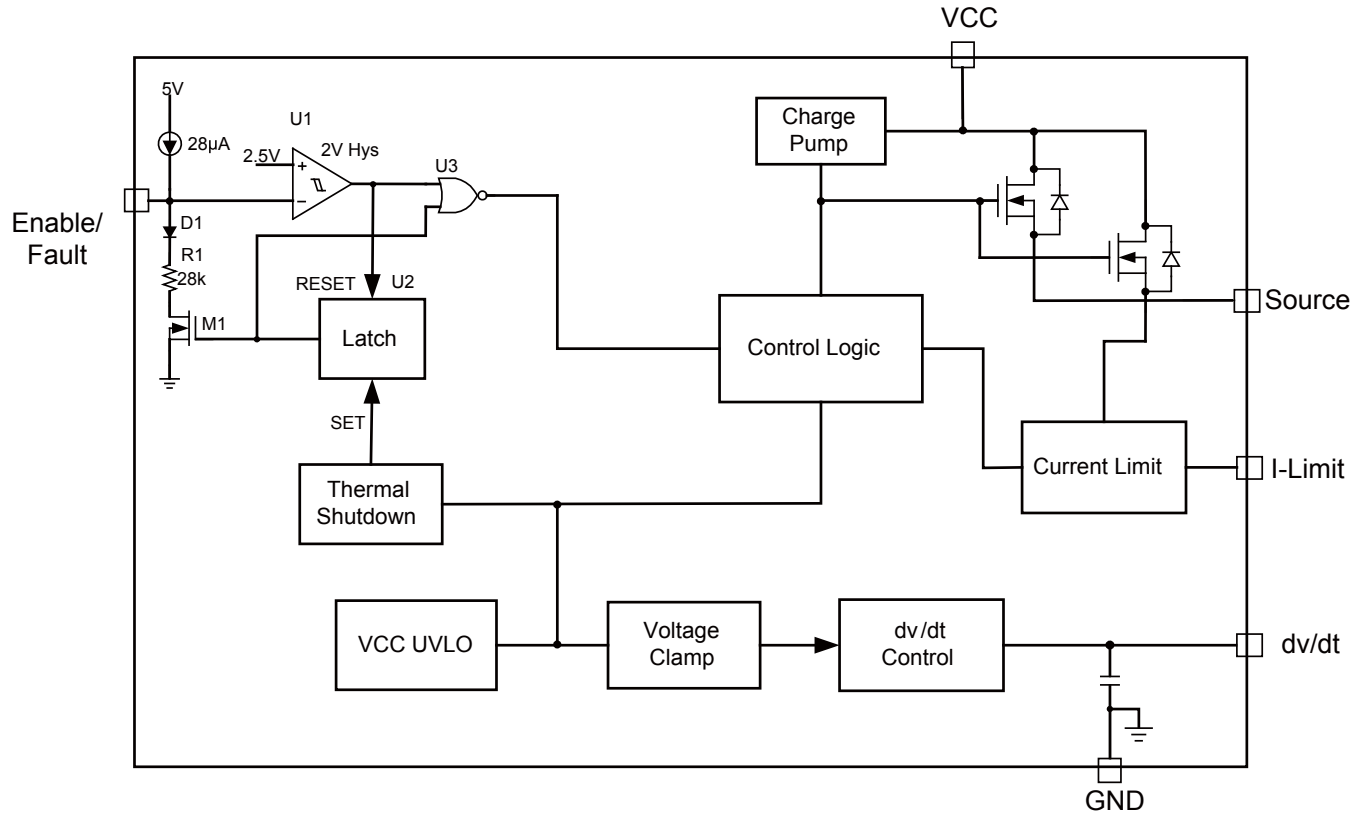 VCC
5V
28µA
U1
2V Hys
2.5V
U3
Charge
Pump
Enable/
Fault
D1
R1
28k
M1
RESET
U2
Latch
SET
Control Logic
Source
Thermal
Shutdown
Current Limit
I-Limit
VCC UVLO
Voltage
Clamp
dv/dt
Control
dv/dt
GND